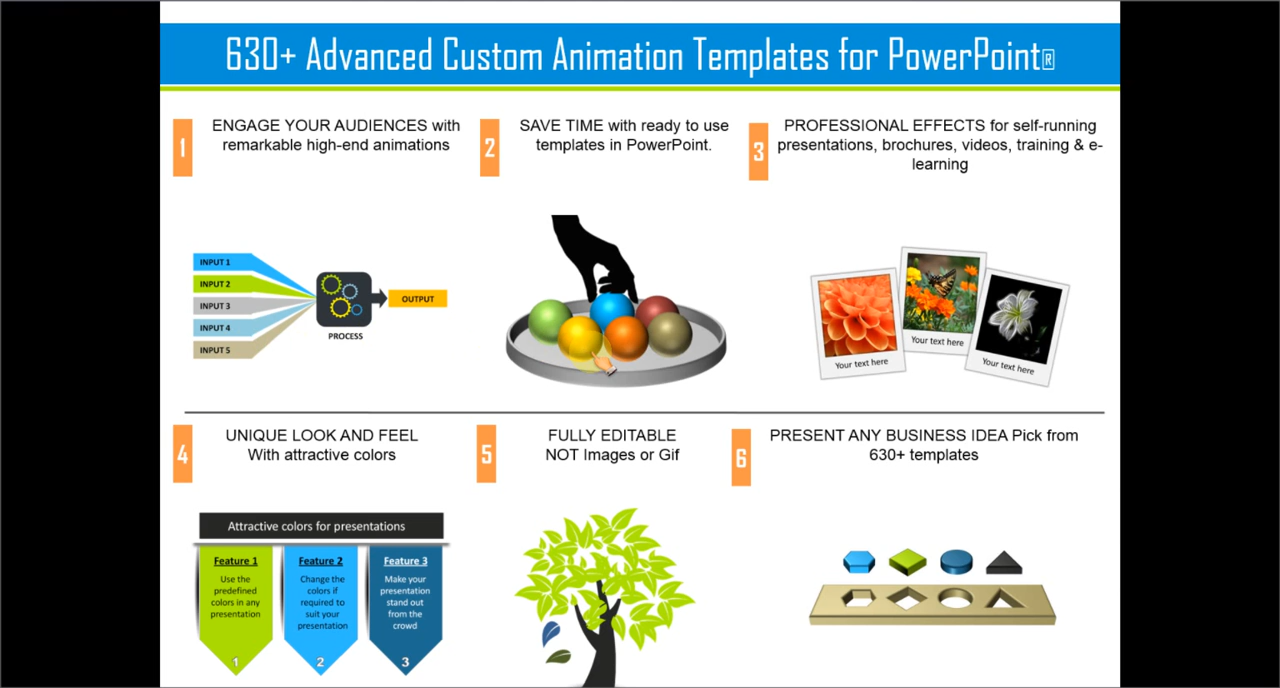 630+ Advanced Custom Animation Templates for PowerPoint®
1
ENGAGE YOUR AUDIENCES with
remarkable high-end animations
2
SAVE TIME with ready to use
templates in PowerPoint.
3
PROFESSIONAL EFFECTS for self-running
presentations, brochures, videos, training & e-
learning
INPUT 1
INPUT 2
INPUT 3
INPUT 4
INPUT 5
PROCESS
OUTPUT
Your text here
Your text here
Your text here
4
UNIQUE LOOK AND FEEL
With attractive colors
5
FULLY EDITABLE
NOT Images or Gif
6
PRESENT ANY BUSINESS IDEA Pick from
630+ templates
Attractive colors for presentations
Feature 1
Use the
predefined
colors in any
presentation
1
Feature 2
Change the
colors if
required to
suit your
presentation
2
Feature 3
Make your
presentation
stand out
from the
crowd
3